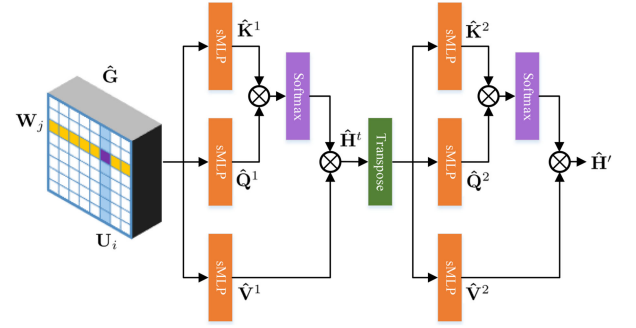 Ĝ
W_j
U_i
sMLP
K̂¹
sMLP
Q̂¹
sMLP
V̂¹
Softmax
Ĥᵗ
Transpose
sMLP
K̂²
sMLP
Q̂²
sMLP
V̂²
Softmax
Ĥ′